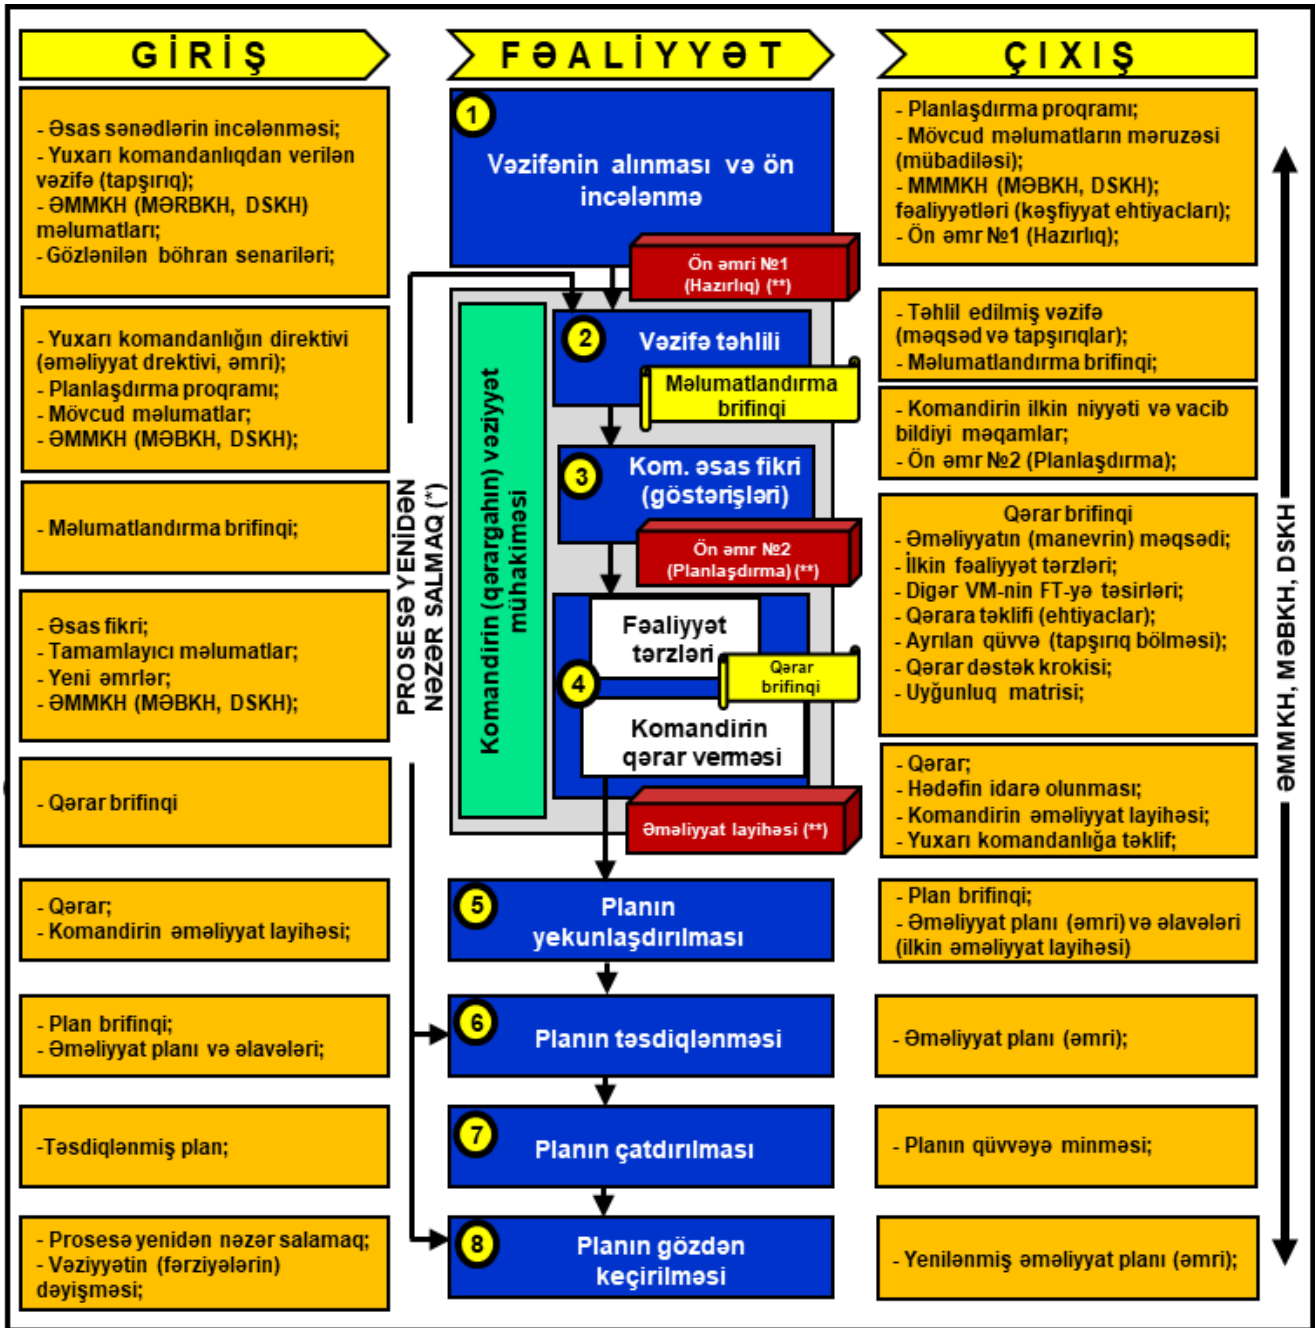 GİRİŞ
- Əsas sənədlərin incələnməsi;
- Yuxarı komandanlıqdan verilən
vəzifə (tapşırıq);
- ƏMMKH (MƏRBKH, DSKH)
məlumatları;
- Gözlənilən böhran senariləri;
- Yuxarı komandanlığın direktivi
(əməliyyat drektivi, əmri);
- Planlaşdırma proqramı;
- Mövcud məlumatlar;
- ƏMMKH (MƏBKH, DSKH);
- Məlumatlandırma brifinqi;
- Əsas fikri;
- Tamamlayıcı məlumatlar;
- Yeni əmrlər;
- ƏMMKH (MƏBKH, DSKH);
- Qərar brifinqi
- Qərar;
- Komandirin əməliyyat layihəsi;
- Plan brifinqi;
- Əməliyyat planı və əlavələri;
-Təsdiqlənmiş plan;
- Prosesə yenidən nəzər salamaq;
- Vəziyyətin (fərziyələrin)
dəyişməsi;
PROSESƏ YENİDƏN
NƏZƏR SALMAQ (*)
FƏALİYYƏT
1
Vəzifənin alınması və ön
incələnmə
Ön əmri №1
(Hazırlıq) (**)
Komandirin (qərargahın) vəziyyət
mühakiməsi
2
Vəzifə təhlili
Məlumatlandırma
brifinqi
3
Kom. əsas fikri
(göstərişləri)
Ön əmr №2
(Planlaşdırma) (**)
4
Fəaliyyət
tərzləri
Qərar
brifinqi
Komandirin
qərar verməsi
Əməliyyat layihəsi (**)
5
Planın
yekunlaşdırılması
6
Planın təsdiqlənməsi
7
Planın çatdırılması
8
Planın gözdən
keçirilməsi
ÇIXIŞ
- Planlaşdırma proqramı;
- Mövcud məlumatların məruzəsi
(mübadiləsi);
- MMMKH (MƏBKH, DSKH);
fəaliyyətləri (kəşfiyyat ehtiyacları);
- Ön əmr №1 (Hazırlıq);
- Təhlil edilmiş vəzifə
(məqsəd və tapşırıqlar);
- Məlumatlandırma brifinqi;
- Komandirin ilkin niyyəti və vacib
bildiyi məqamlar;
- Ön əmr №2 (Planlaşdırma);
Qərar brifinqi
- Əməliyyatın (manevrin) məqsədi;
- İlkin fəaliyyət tərzləri;
- Digər VM-nin FT-yə təsirləri;
- Qərara təklifi (ehtiyaclar);
- Ayrılan qüvvə (tapşırıq bölməsi);
- Qərar dəstək krokisi;
- Uyğunluq matrisi;
- Qərar;
- Hədəfin idarə olunması;
- Komandirin əməliyyat layihəsi;
- Yuxarı komandanlığa təklif;
- Plan brifinqi;
- Əməliyyat planı (əmri) və əlavələri
(ilkin əməliyyat layihəsi)
- Əməliyyat planı (əmri);
- Planın qüvvəyə minməsi;
- Yenilənmiş əməliyyat planı (əmri);
ƏMMKH, MƏBKH, DSKH